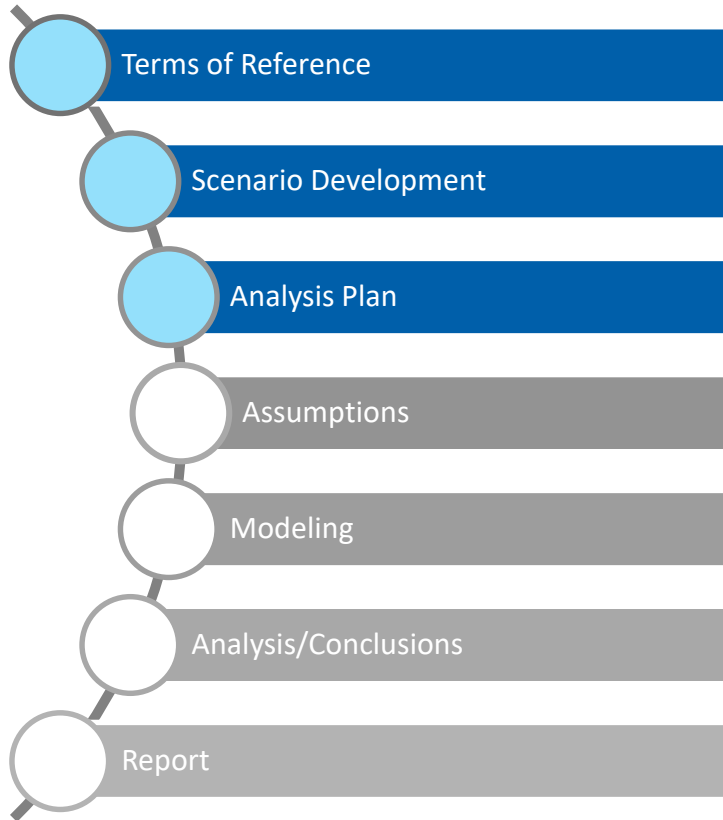 Terms of Reference
Scenario Development
Analysis Plan
Assumptions
Modeling
Analysis/Conclusions
Report